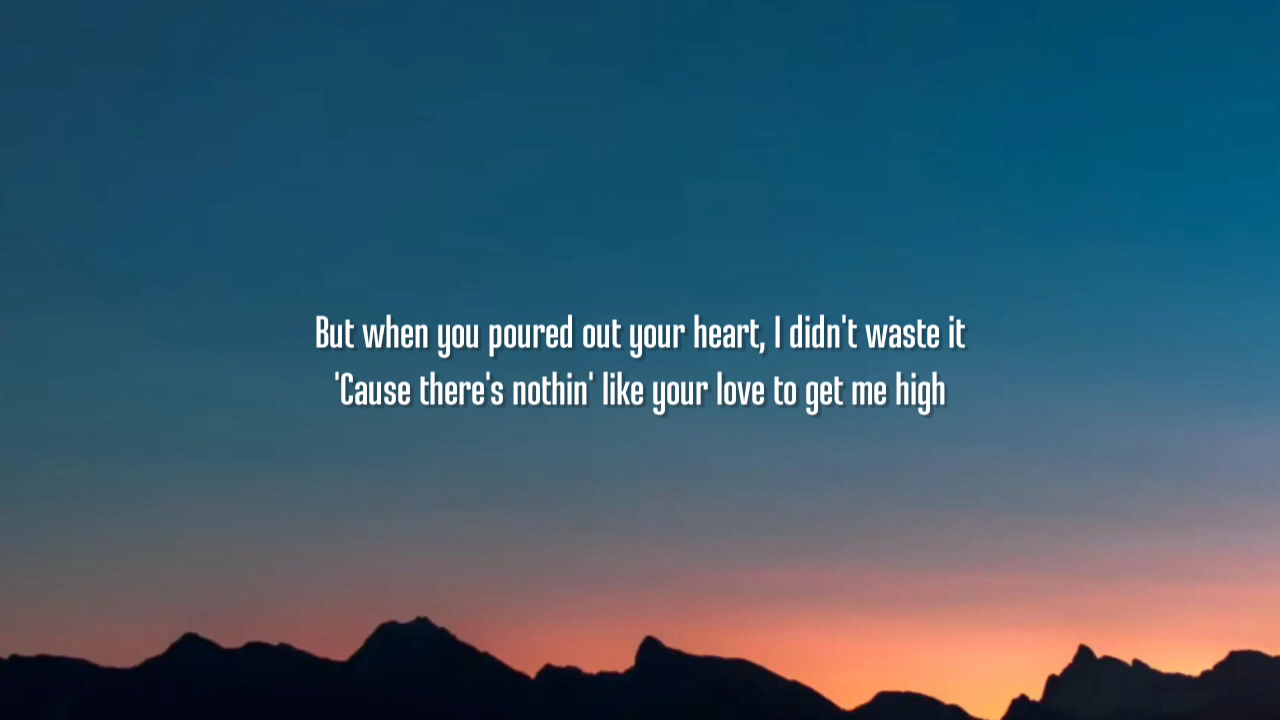 But when you poured out your heart, I didn't waste it
'Cause there's nothin' like your love to get me high